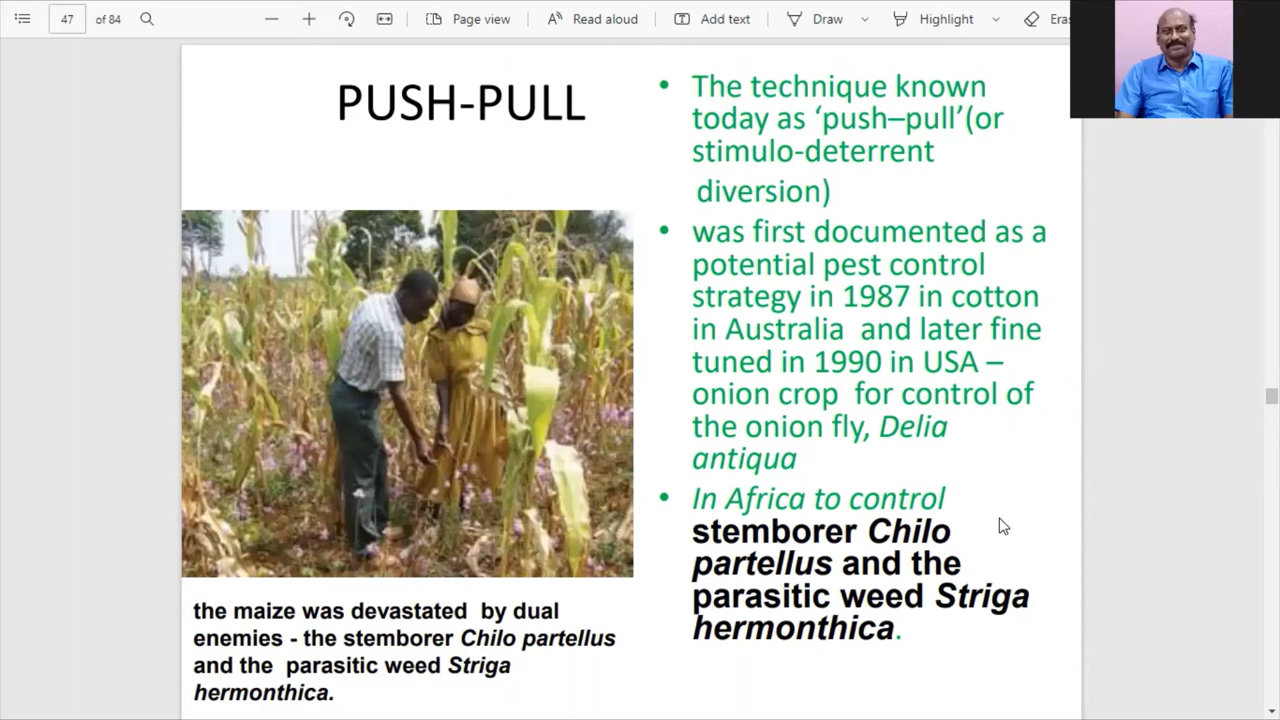 47 of 84
Page view
Read aloud
Add text
Draw
Highlight
PUSH-PULL
• The technique known
today as ‘push–pull’(or
stimulo-deterrent
diversion)
• was first documented as a
potential pest control
strategy in 1987 in cotton
in Australia and later fine
tuned in 1990 in USA –
onion crop for control of
the onion fly, Delia
antiqua
• In Africa to control
stemborer Chilo
partellus and the
parasitic weed Striga
hermonthica.
the maize was devastated by dual
enemies - the stemborer Chilo partellus
and the parasitic weed Striga
hermonthica.